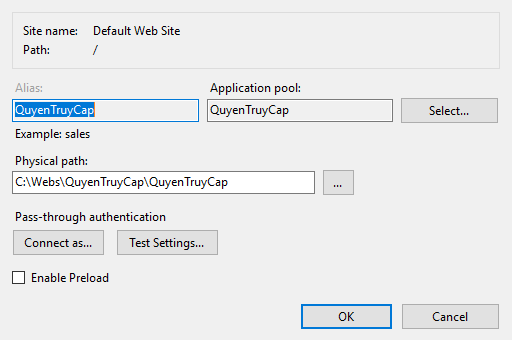 Site name: Default Web Site
Path: /
Alias: Application pool:
QuyenTruyCap QuyenTruyCap Select...
Example: sales
Physical path:
C:\Webs\QuyenTruyCap\QuyenTruyCap ...
Pass-through authentication
Connect as... Test Settings...
Enable Preload
OK Cancel